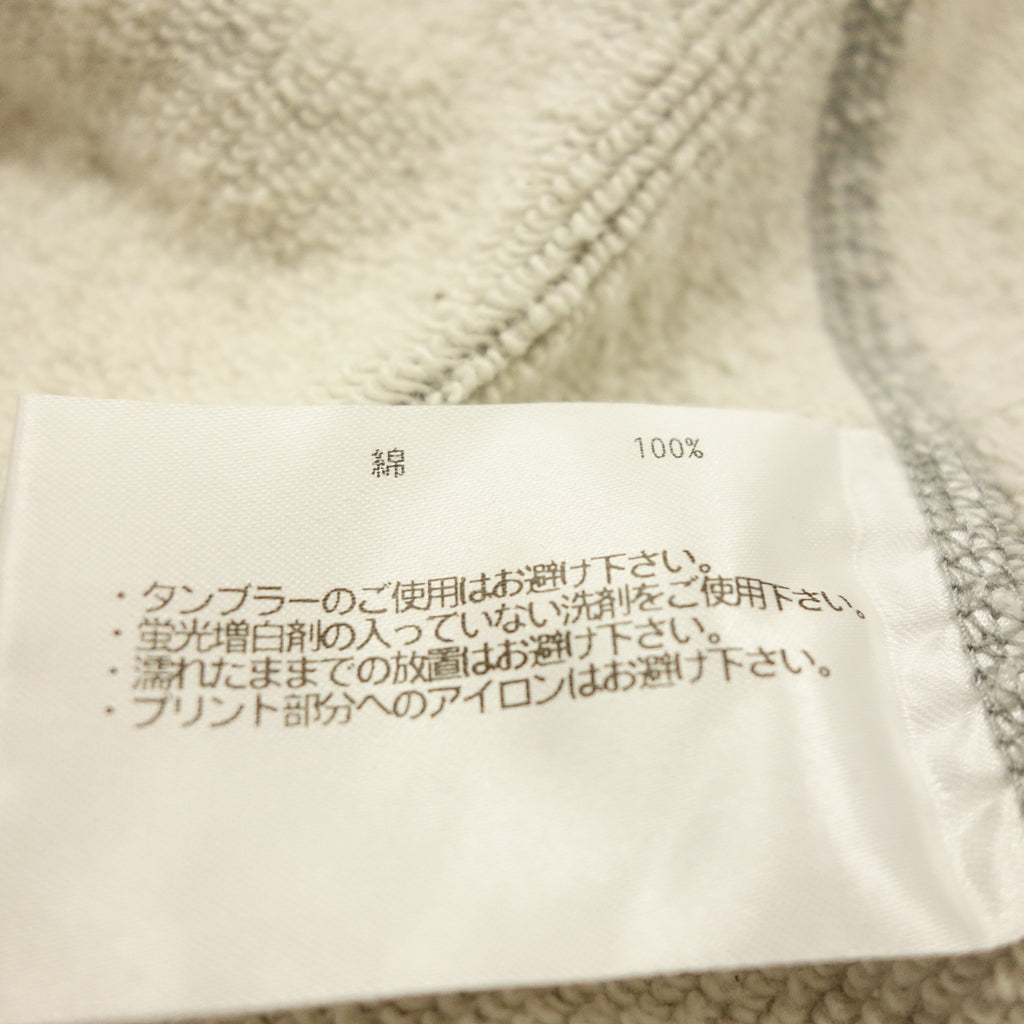 綿 100%
・タンブラーのご使用はお避け下さい。
・蛍光増白剤の入っていない洗剤をご使用下さい。
・濡れたままでの放置はお避け下さい。
・プリント部分へのアイロンはお避け下さい。